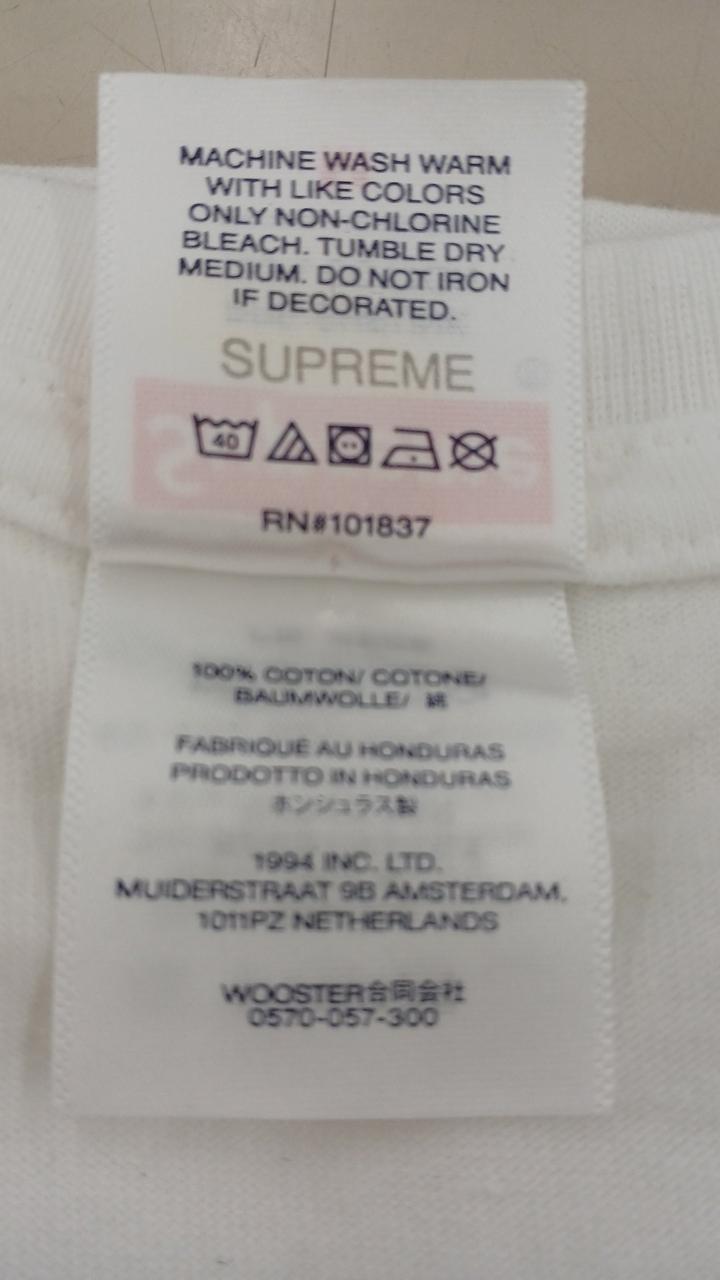 MACHINE WASH WARM
WITH LIKE COLORS
ONLY NON-CHLORINE
BLEACH. TUMBLE DRY
MEDIUM. DO NOT IRON
IF DECORATED.
SUPREME
40
RN#101837
100% COTON/ COTONE/
BAUMWOLLE/ 綿
FABRIQUE AU HONDURAS
PRODOTTO IN HONDURAS
ホンジュラス製
1994 INC. LTD.
MUIDERSTRAAT 9B AMSTERDAM,
1011PZ NETHERLANDS
WOOSTER合同会社
0570-057-300